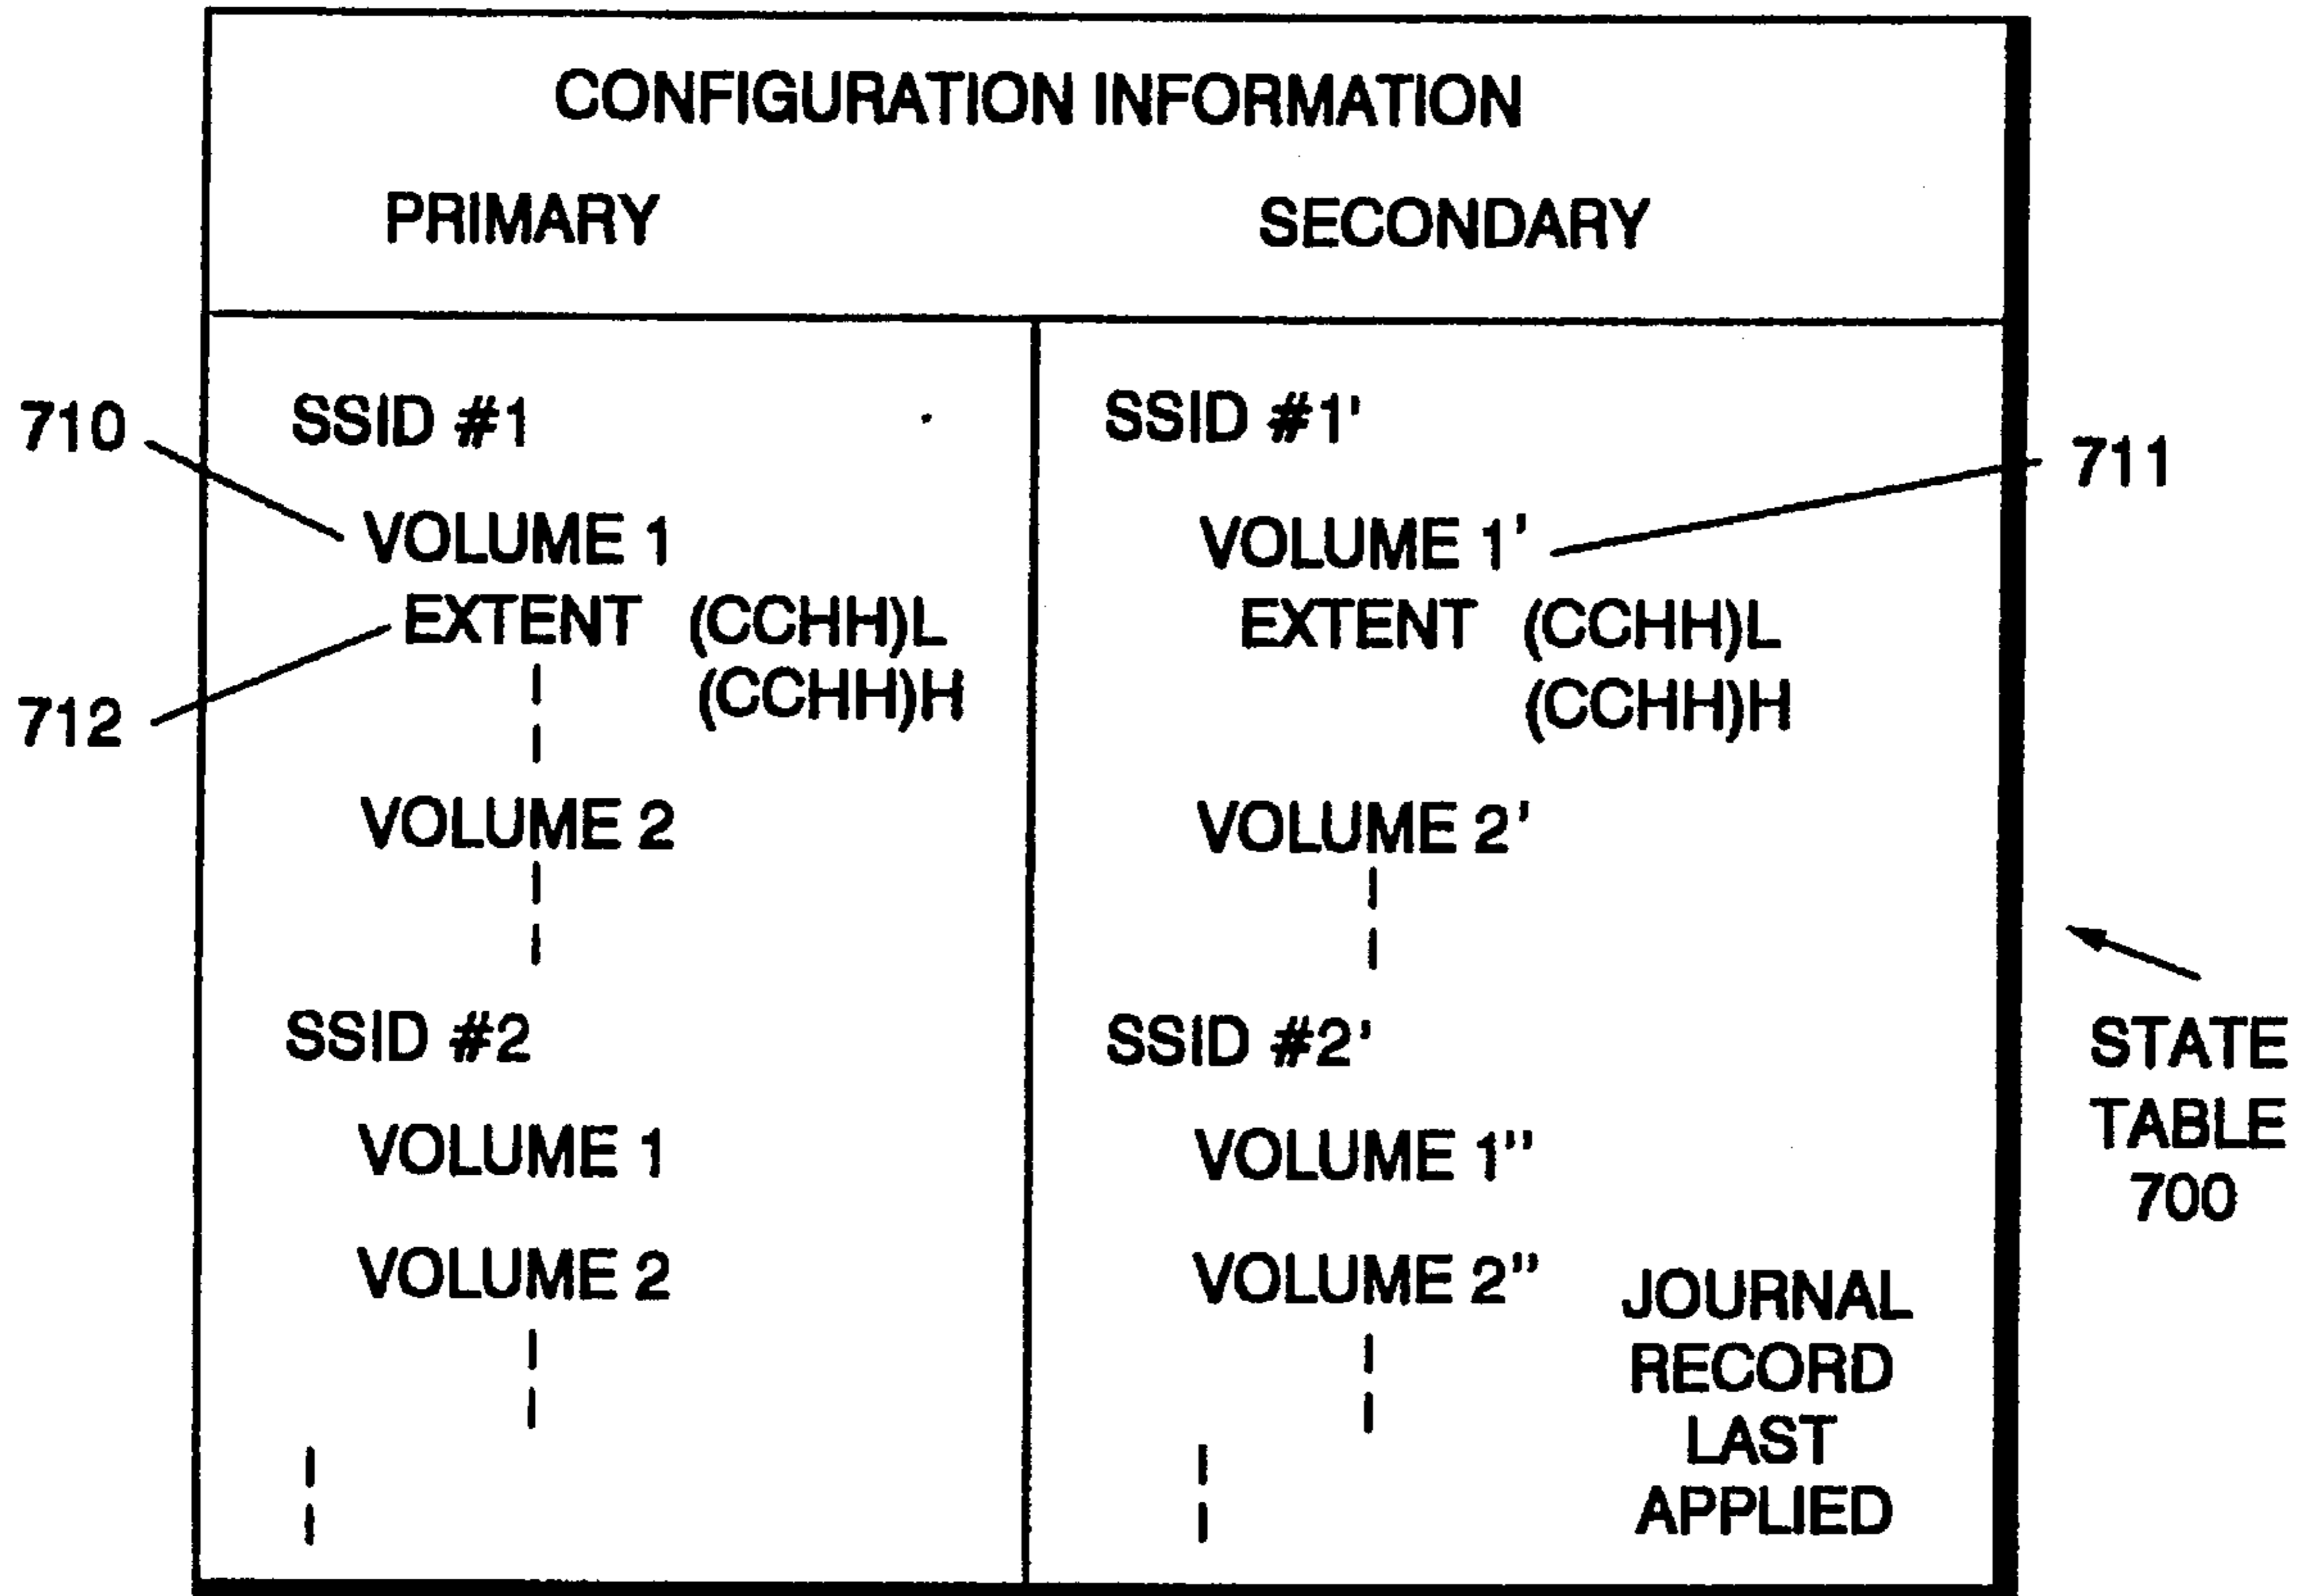 CONFIGURATION INFORMATION
PRIMARY SECONDARY
710
SSID #1
VOLUME 1
EXTENT (CCHH)L
(CCHH)H
712
VOLUME 2
SSID #2
VOLUME 1
VOLUME 2
SSID #1'
711
VOLUME 1'
EXTENT (CCHH)L
(CCHH)H
VOLUME 2'
SSID #2'
VOLUME 1"
VOLUME 2"
JOURNAL
RECORD
LAST
APPLIED
STATE
TABLE
700